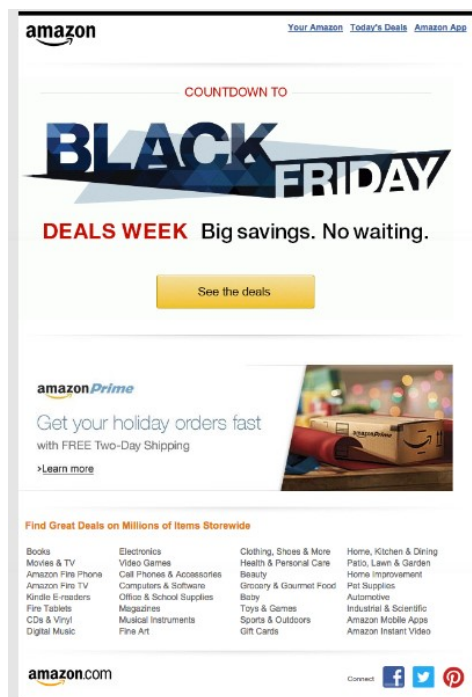 amazon
Your Amazon Today's Deals Amazon App
COUNTDOWN TO
BLACK
FRIDAY
DEALS WEEK Big savings. No waiting.
See the deals
amazonPrime
Get your holiday orders fast
with FREE Two-Day Shipping
>Learn more
amazonPrime
Find Great Deals on Millions of Items Storewide
Books Electronics Clothing, Shoes & More Home, Kitchen & Dining
Movies & TV Video Games Health & Personal Care Patio, Lawn & Garden
Amazon Fire Phone Cell Phones & Accessories Beauty Home Improvement
Amazon Fire TV Computers & Software Grocery & Gourmet Food Pet Supplies
Kindle E-readers Office & School Supplies Baby Automotive
Fire Tablets Magazines Toys & Games Industrial & Scientific
CDs & Vinyl Musical Instruments Sports & Outdoors Amazon Mobile Apps
Digital Music Fine Art Gift Cards Amazon Instant Video
amazon.com
Connect